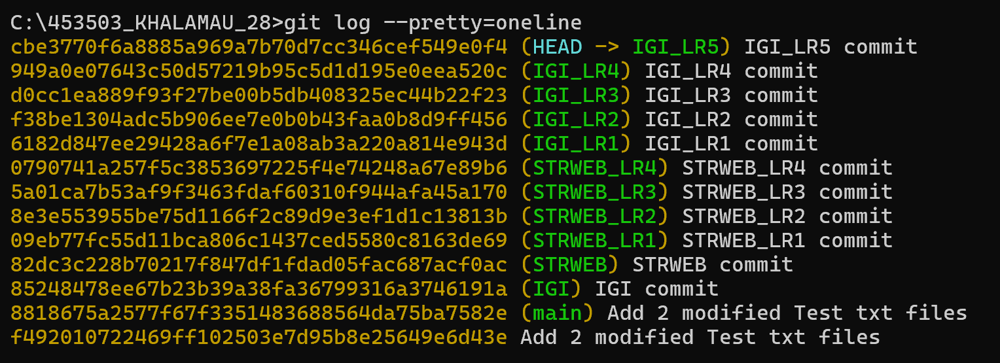 C:\453503_KHALAMAU_28>git log --pretty=oneline
cbe3770f6a8885a969a7b70d7cc346cef549e0f4 (HEAD -> IGI_LR5) IGI_LR5 commit
949a0e07643c50d57219b95c5d1d195e0eea520c (IGI_LR4) IGI_LR4 commit
d0cc1ea889f93f27be00b5db408325ec44b22f23 (IGI_LR3) IGI_LR3 commit
f38be1304adc5b906ee7e0b0b43faa0b8d9ff456 (IGI_LR2) IGI_LR2 commit
6182d847ee29428a6f7e1a08ab3a220a814e943d (IGI_LR1) IGI_LR1 commit
0790741a257f5c3853697225f4e74248a67e89b6 (STRWEB_LR4) STRWEB_LR4 commit
5a01ca7b53af9f3463fdaf60310f944afa45a170 (STRWEB_LR3) STRWEB_LR3 commit
8e3e553955be75d1166f2c89d9e3ef1d1c13813b (STRWEB_LR2) STRWEB_LR2 commit
09eb77fc55d11bca806c1437ced5580c8163de69 (STRWEB_LR1) STRWEB_LR1 commit
82dc3c228b70217f847df1fdad05fac687acf0ac (STRWEB) STRWEB commit
85248478ee67b23b39a38fa36799316a3746191a (IGI) IGI commit
8818675a2577f67f3351483688564da75ba7582e (main) Add 2 modified Test txt files
f492010722469ff102503e7d95b8e25649e6d43e Add 2 modified Test txt files